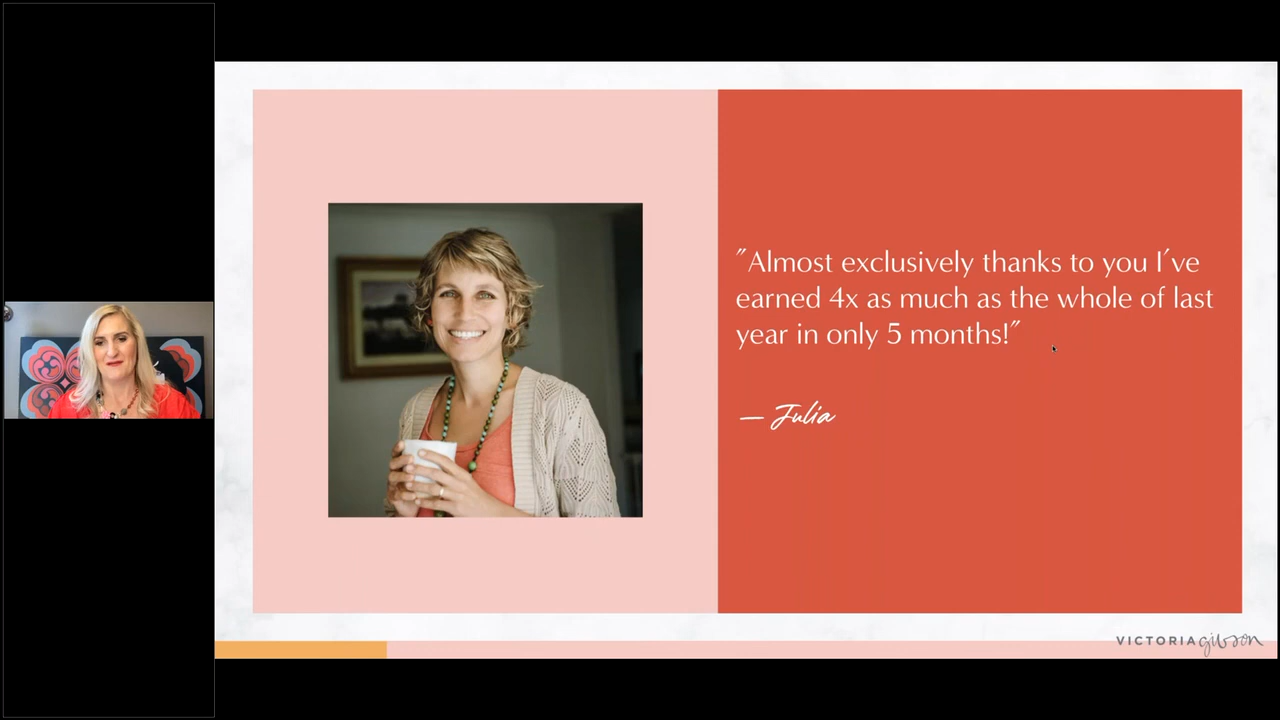 "Almost exclusively thanks to you I've
earned 4x as much as the whole of last
year in only 5 months!"
— Julia
VICTORIA gibson